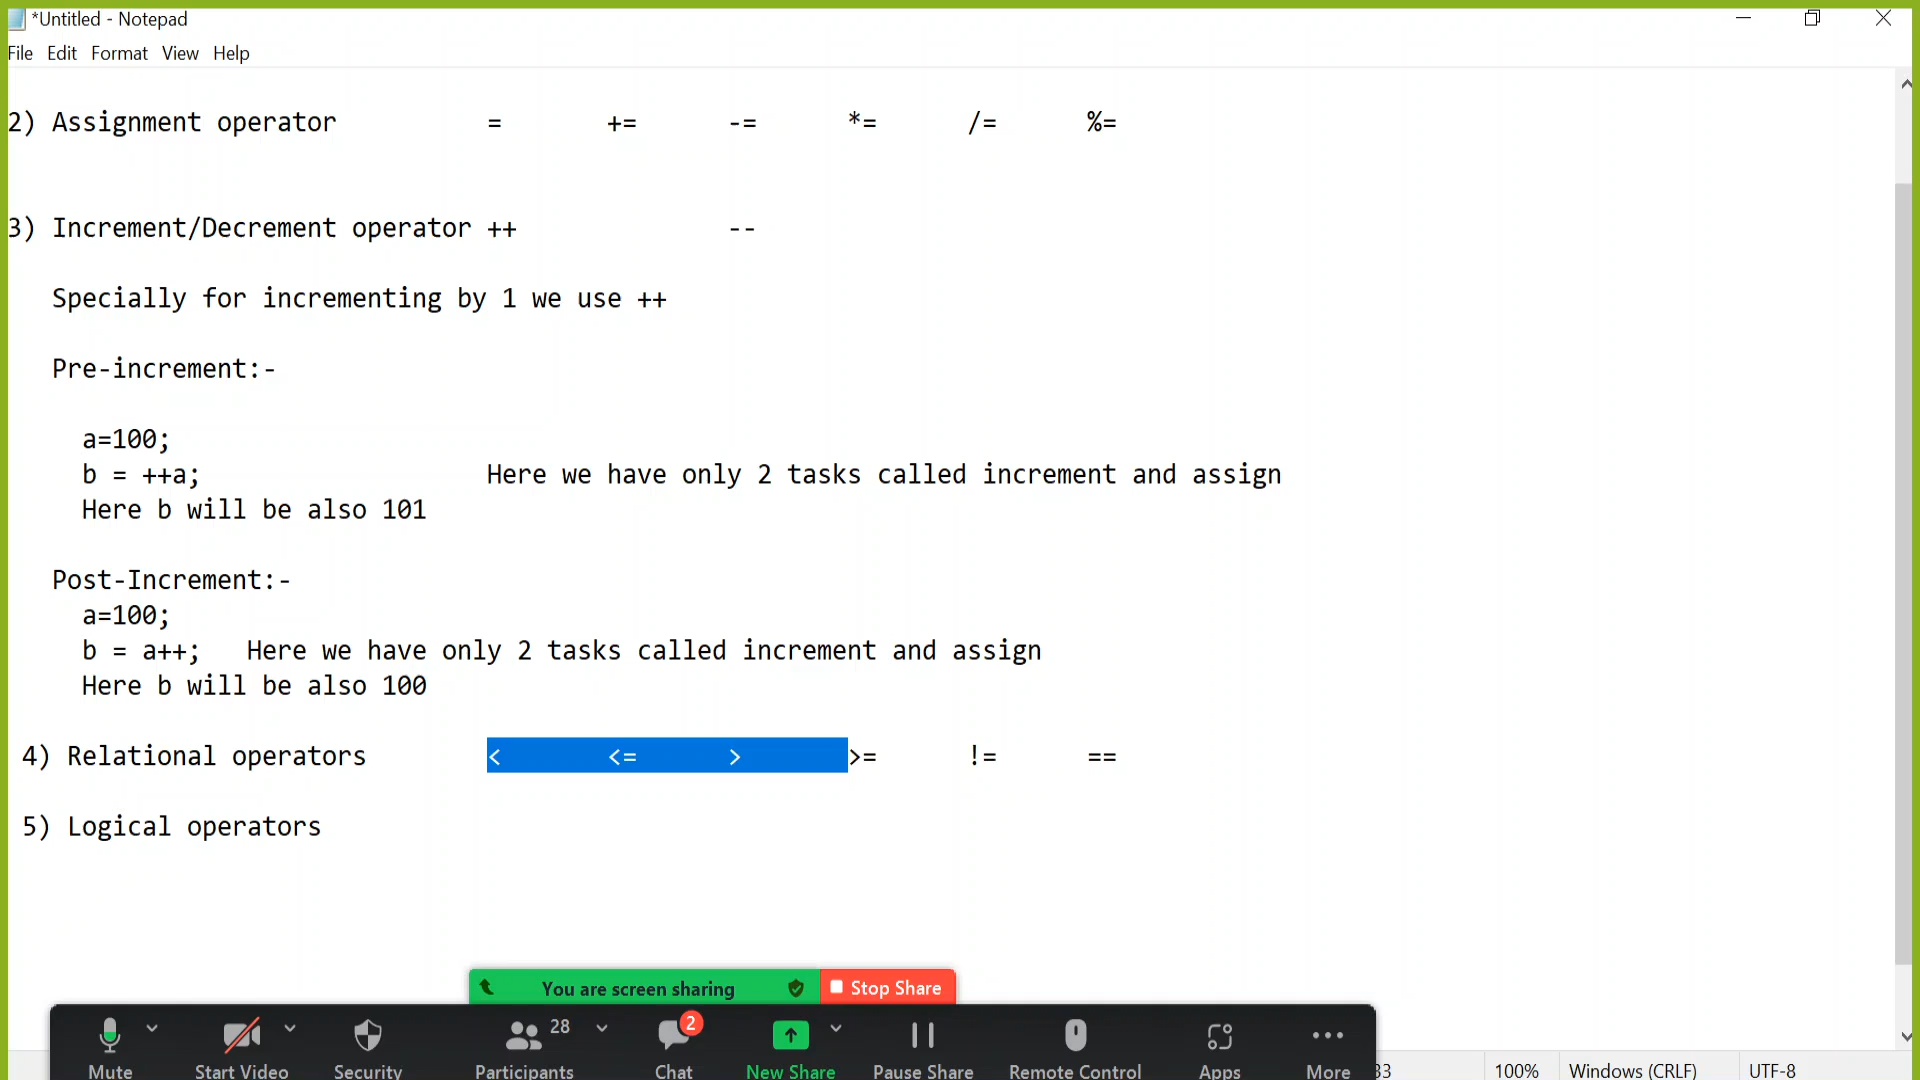 *Untitled - Notepad
File Edit Format View Help
2) Assignment operator = += -= *= /= %=
3) Increment/Decrement operator ++ --
Specially for incrementing by 1 we use ++
Pre-increment:-
a=100;
b = ++a; Here we have only 2 tasks called increment and assign
Here b will be also 101
Post-Increment:-
a=100;
b = a++; Here we have only 2 tasks called increment and assign
Here b will be also 100
4) Relational operators < <= > >= != ==
5) Logical operators
You are screen sharing Stop Share
28 2
Mute Start Video Security Participants Chat New Share Pause Share Remote Control Apps More
33 100% Windows (CRLF) UTF-8